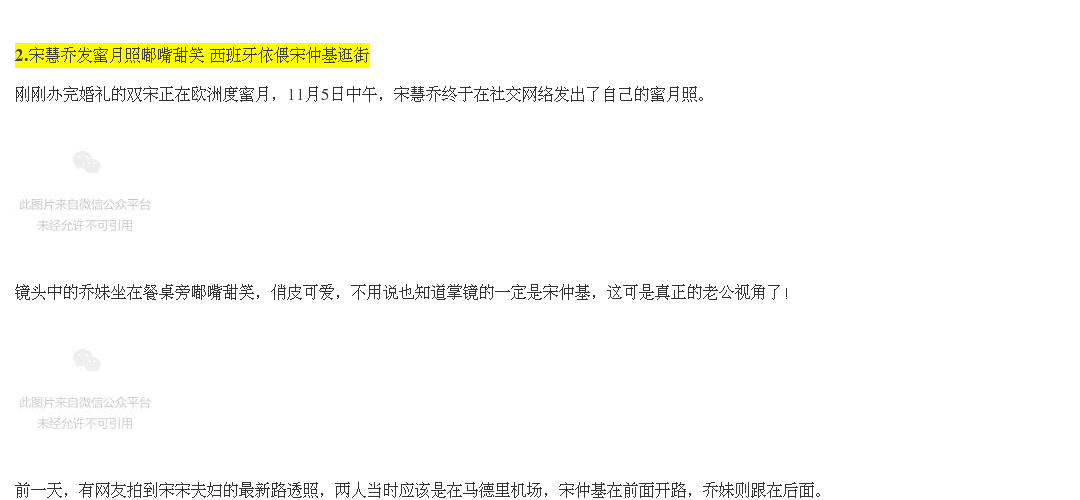 2.宋慧乔发蜜月照嘟嘴甜笑 西班牙依偎宋仲基逛街
刚刚办完婚礼的双宋正在欧洲度蜜月，11月5日中午，宋慧乔终于在社交网络发出了自己的蜜月照。
此图片来自微信公众平台
未经允许不可引用
镜头中的乔妹坐在餐桌旁嘟嘴甜笑，俏皮可爱，不用说也知道掌镜的一定是宋仲基，这可是真正的老公视角了!
此图片来自微信公众平台
未经允许不可引用
前一天，有网友拍到宋宋夫妇的最新路透照，两人当时应该是在马德里机场，宋仲基在前面开路，乔妹则跟在后面。